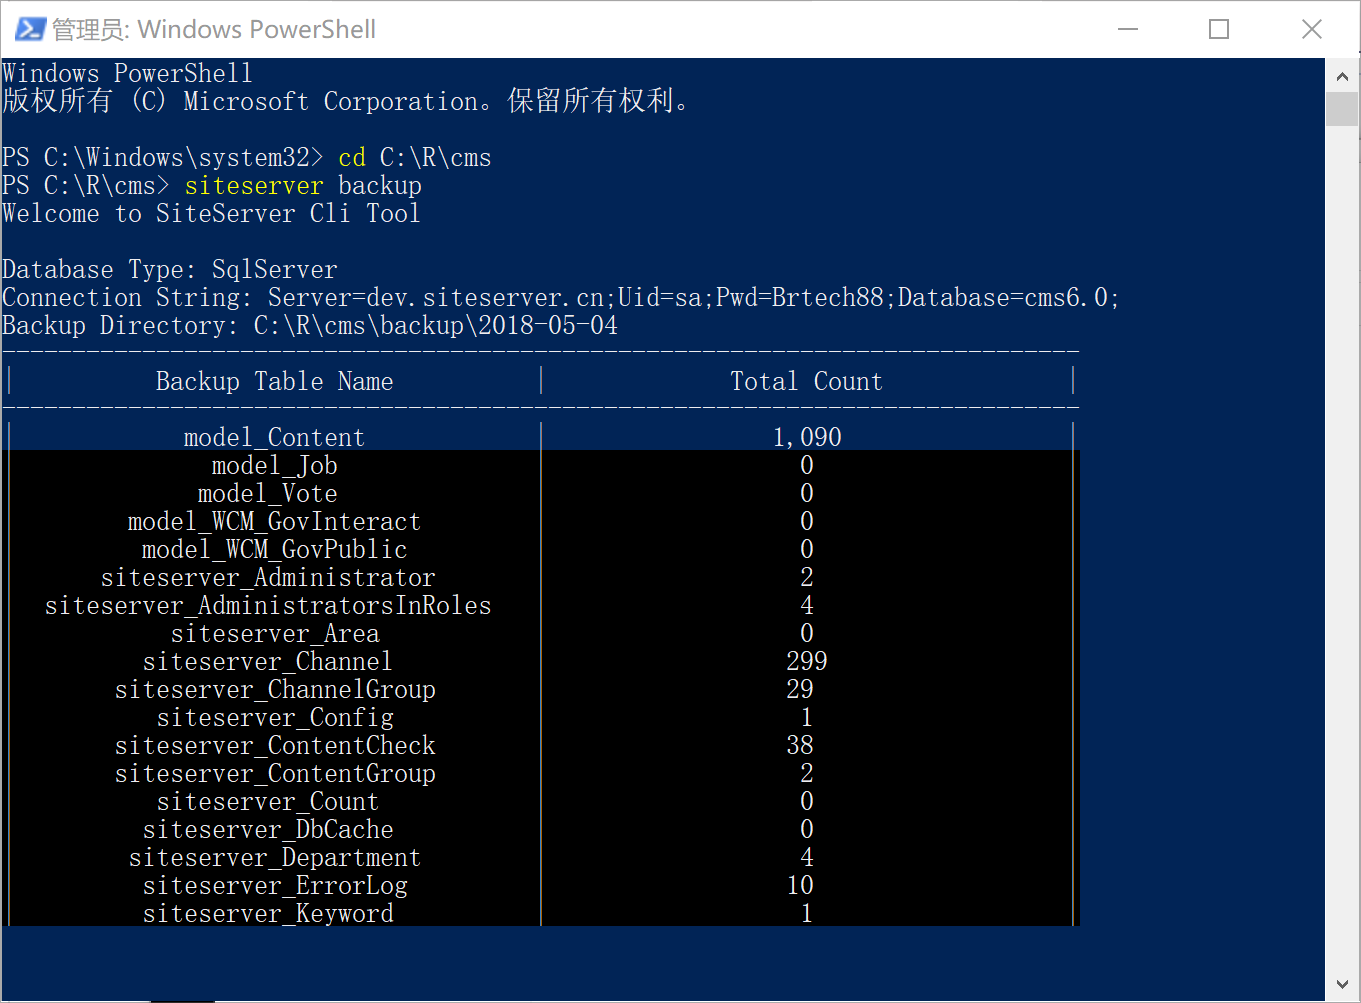 管理员: Windows PowerShell
Windows PowerShell
版权所有 (C) Microsoft Corporation。保留所有权利。
PS C:\Windows\system32> cd C:\R\cms
PS C:\R\cms> siteserver backup
Welcome to SiteServer Cli Tool
Database Type: SqlServer
Connection String: Server=dev.siteserver.cn;Uid=sa;Pwd=Brtech88;Database=cms6.0;
Backup Directory: C:\R\cms\backup\2018-05-04
-----------------------------------------------------------------------------
| Backup Table Name | Total Count |
-----------------------------------------------------------------------------
| model_Content | 1,090 |
| model_Job | 0 |
| model_Vote | 0 |
| model_WCM_GovInteract | 0 |
| model_WCM_GovPublic | 0 |
| siteserver_Administrator | 2 |
| siteserver_AdministratorsInRoles | 4 |
| siteserver_Area | 0 |
| siteserver_Channel | 299 |
| siteserver_ChannelGroup | 29 |
| siteserver_Config | 1 |
| siteserver_ContentCheck | 38 |
| siteserver_ContentGroup | 2 |
| siteserver_Count | 0 |
| siteserver_DbCache | 0 |
| siteserver_Department | 4 |
| siteserver_ErrorLog | 10 |
| siteserver_Keyword | 1 |